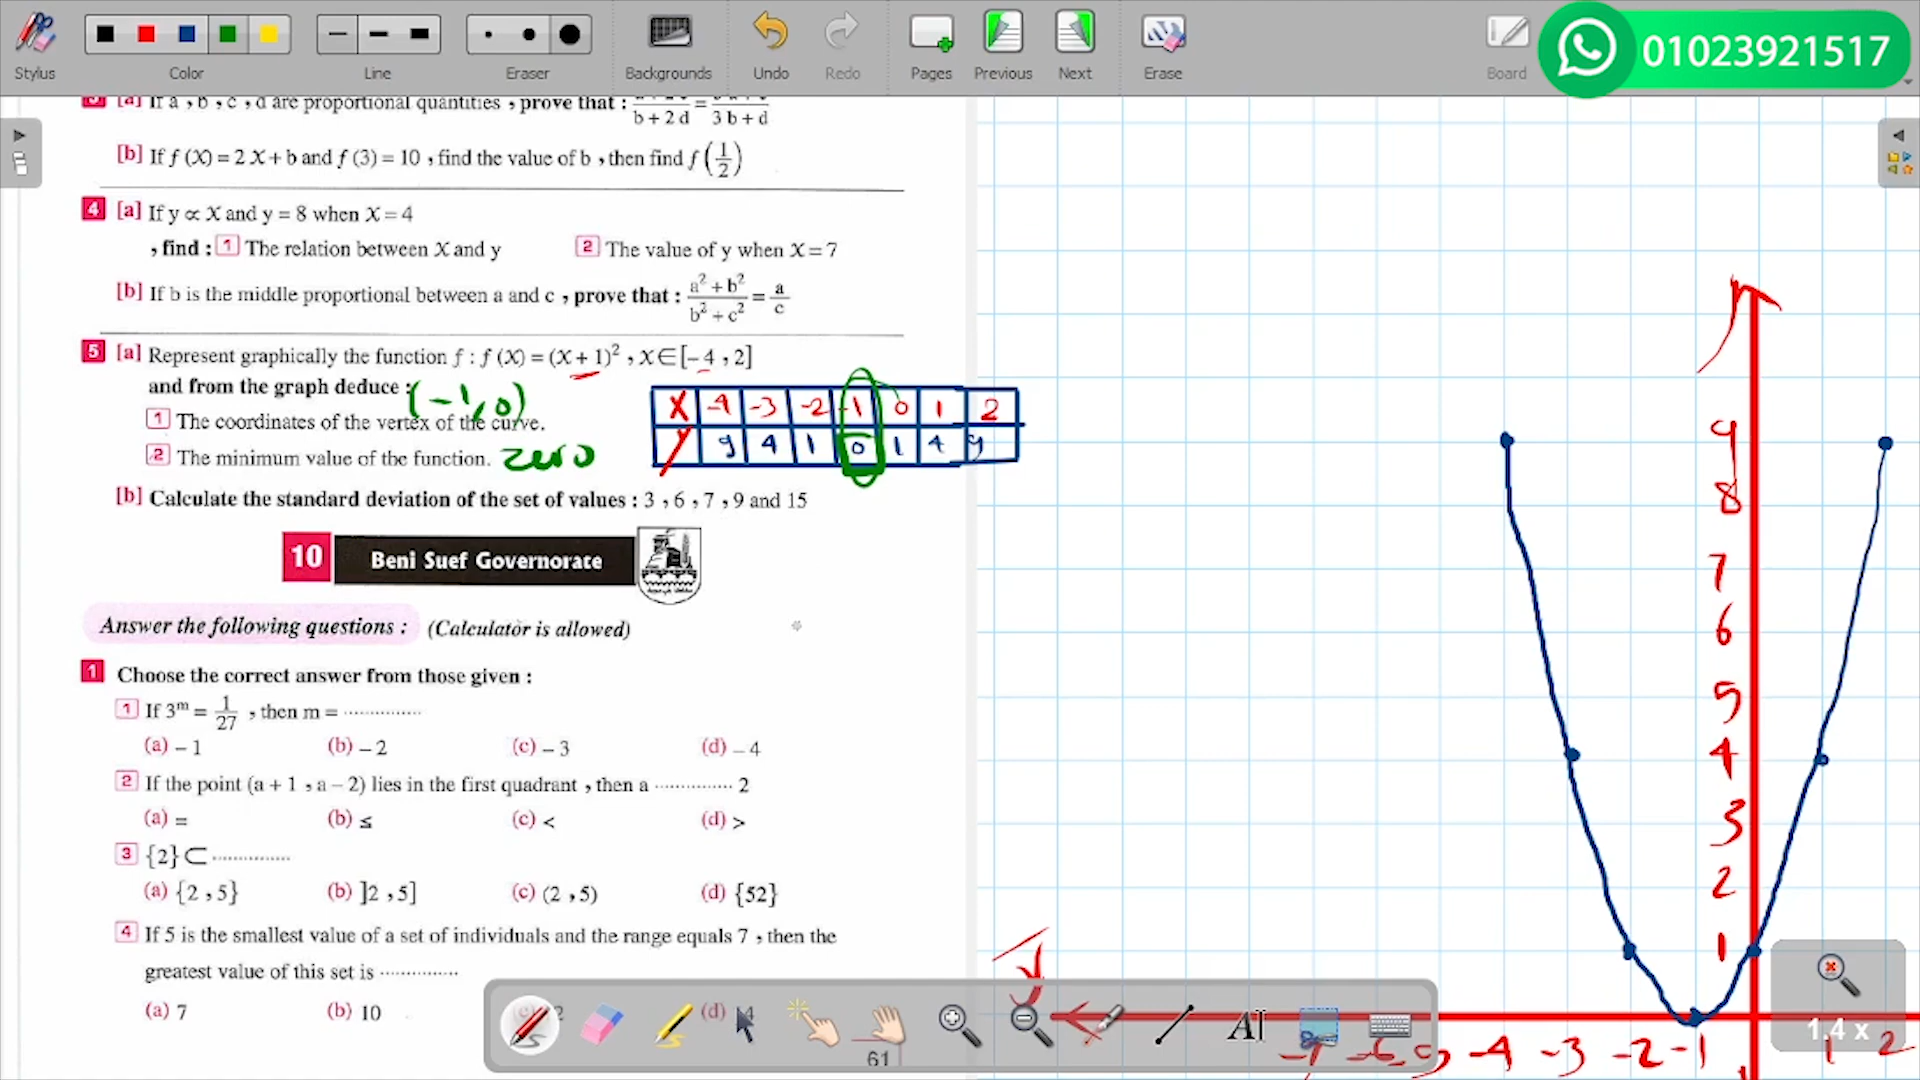 Stylus Color Line Eraser Backgrounds Undo Redo Pages Previous Next Erase Board 01023921517
3 [a] If a , b , c , d are proportional quantities , prove that : b + 2 d = 3 b + d
[b] If f (X) = 2 X + b and f (3) = 10 , find the value of b , then find f (1/2)
4 [a] If y ∝ X and y = 8 when X = 4
, find : 1 The relation between X and y 2 The value of y when X = 7
[b] If b is the middle proportional between a and c , prove that : (a² + b²)/(b² + c²) = a/c
5 [a] Represent graphically the function f : f (X) = (X + 1)² , X ∈ [– 4 , 2]
and from the graph deduce :
(-1, 0)
1 The coordinates of the vertex of the curve.
2 The minimum value of the function. zero
X -4 -3 -2 -1 0 1 2
y 9 4 1 0 1 4 9
[b] Calculate the standard deviation of the set of values : 3 , 6 , 7 , 9 and 15
10 Beni Suef Governorate
Answer the following questions : (Calculator is allowed)
1 Choose the correct answer from those given :
1 If 3ᵐ = 1/27 , then m = ..............
(a) – 1 (b) – 2 (c) – 3 (d) – 4
2 If the point (a + 1 , a – 2) lies in the first quadrant , then a .............. 2
(a) = (b) ≤ (c) < (d) >
3 {2} ⊂ ..............
(a) {2 , 5} (b) ]2 , 5] (c) (2 , 5) (d) {52}
4 If 5 is the smallest value of a set of individuals and the range equals 7 , then the
greatest value of this set is ..............
(a) 7 (b) 10 (d)
61
9
8
7
6
5
4
3
2
1
-4 -3 -2 -1 1 2
1.4 x